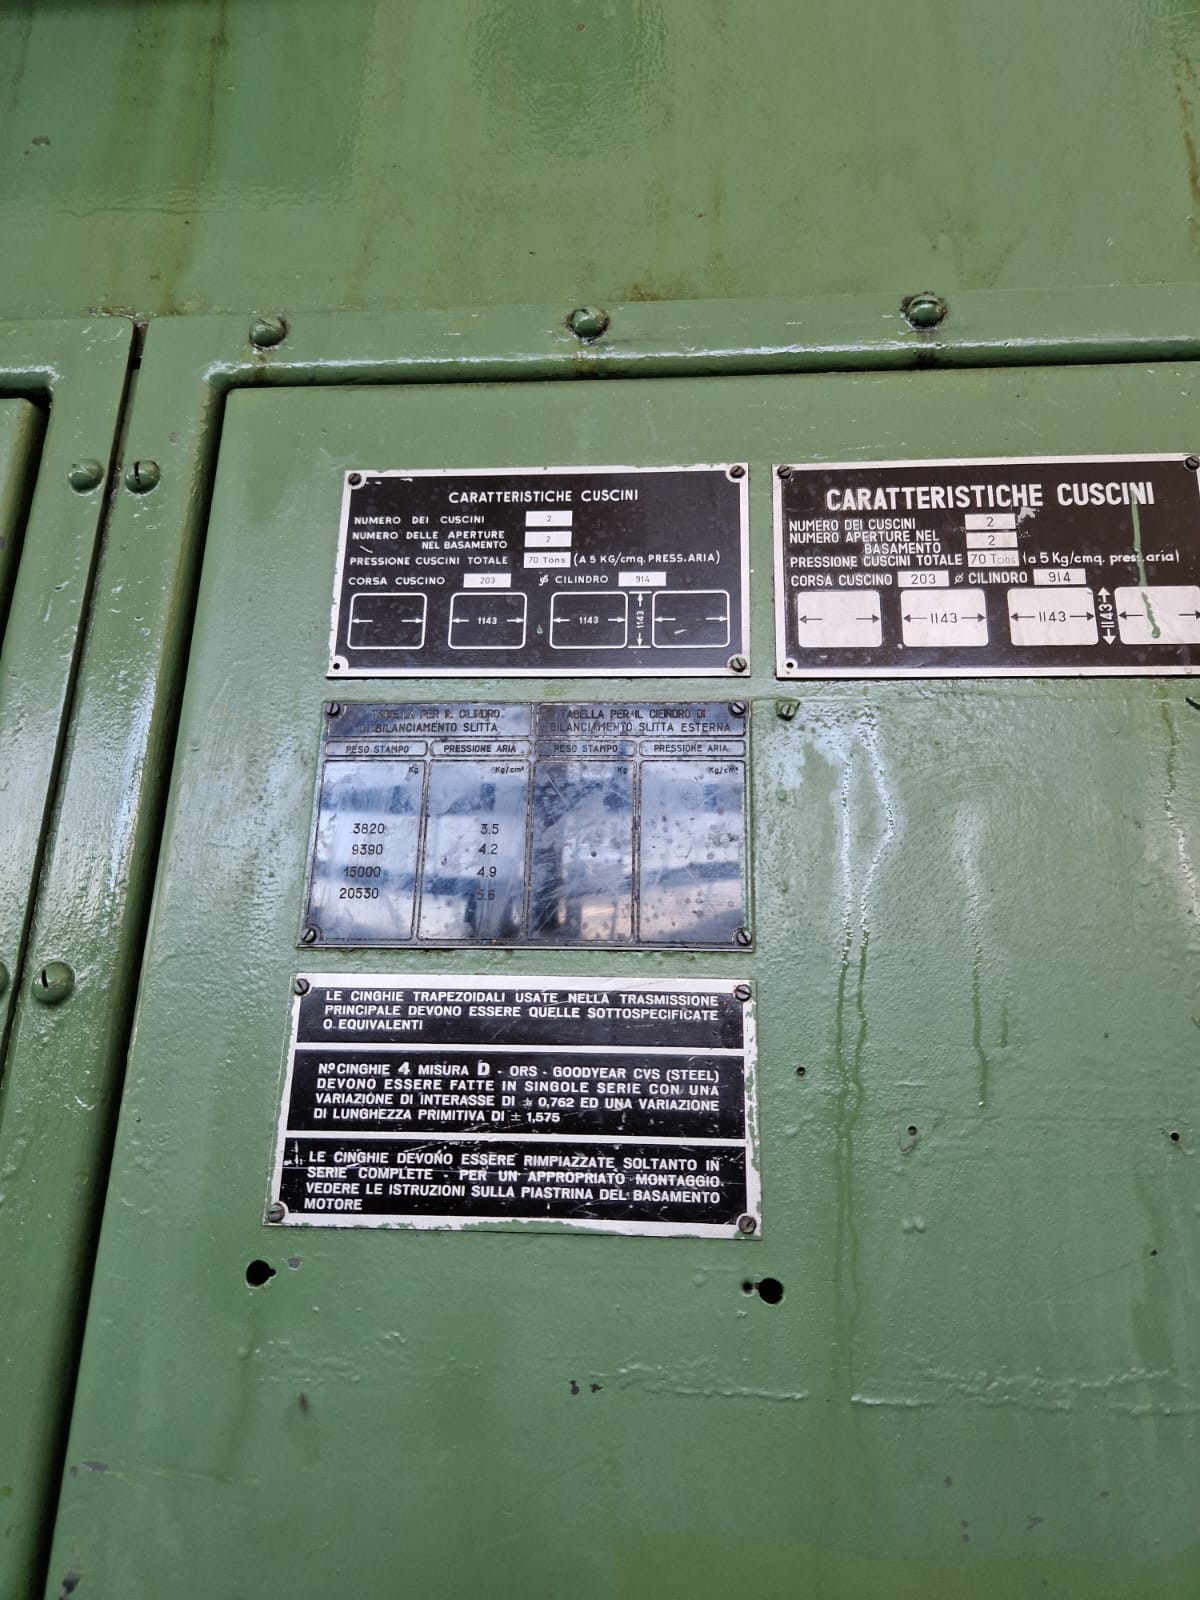 CARATTERISTICHE CUSCINI
NUMERO DEI CUSCINI 2
NUMERO DELLE APERTURE
NEL BASAMENTO 2
PRESSIONE CUSCINI TOTALE 70 Tons (A 5 KG/cmq. PRESS. ARIA)
CORSA CUSCINO 203 ø CILINDRO 914
1143 1143 1143
CARATTERISTICHE CUSCINI
NUMERO DEI CUSCINI 2
NUMERO APERTURE NEL
BASAMENTO 2
PRESSIONE CUSCINI TOTALE 70 Tons (a 5 Kg/cmq. press. aria)
CORSA CUSCINO 203 ø CILINDRO 914
1143 1143 1143
TABELLA PER IL CILINDRO
DI BILANCIAMENTO SLITTA
PESO STAMPO PRESSIONE ARIA
Kg Kg/cm²
3820 3.5
9390 4.2
15000 4.9
20530 5.6
TABELLA PER IL CILINDRO DI
BILANCIAMENTO SLITTA ESTERNA
PESO STAMPO PRESSIONE ARIA
Kg Kg/cm²
LE CINGHIE TRAPEZOIDALI USATE NELLA TRASMISSIONE
PRINCIPALE DEVONO ESSERE QUELLE SOTTOSPECIFICATE
O EQUIVALENTI
Nº CINGHIE 4 MISURA D - ORS - GOODYEAR CVS (STEEL)
DEVONO ESSERE FATTE IN SINGOLE SERIE CON UNA
VARIAZIONE DI INTERASSE DI ± 0,762 ED UNA VARIAZIONE
DI LUNGHEZZA PRIMITIVA DI ± 1,575
LE CINGHIE DEVONO ESSERE RIMPIAZZATE SOLTANTO IN
SERIE COMPLETE - PER UN APPROPRIATO MONTAGGIO
VEDERE LE ISTRUZIONI SULLA PIASTRINA DEL BASAMENTO
MOTORE